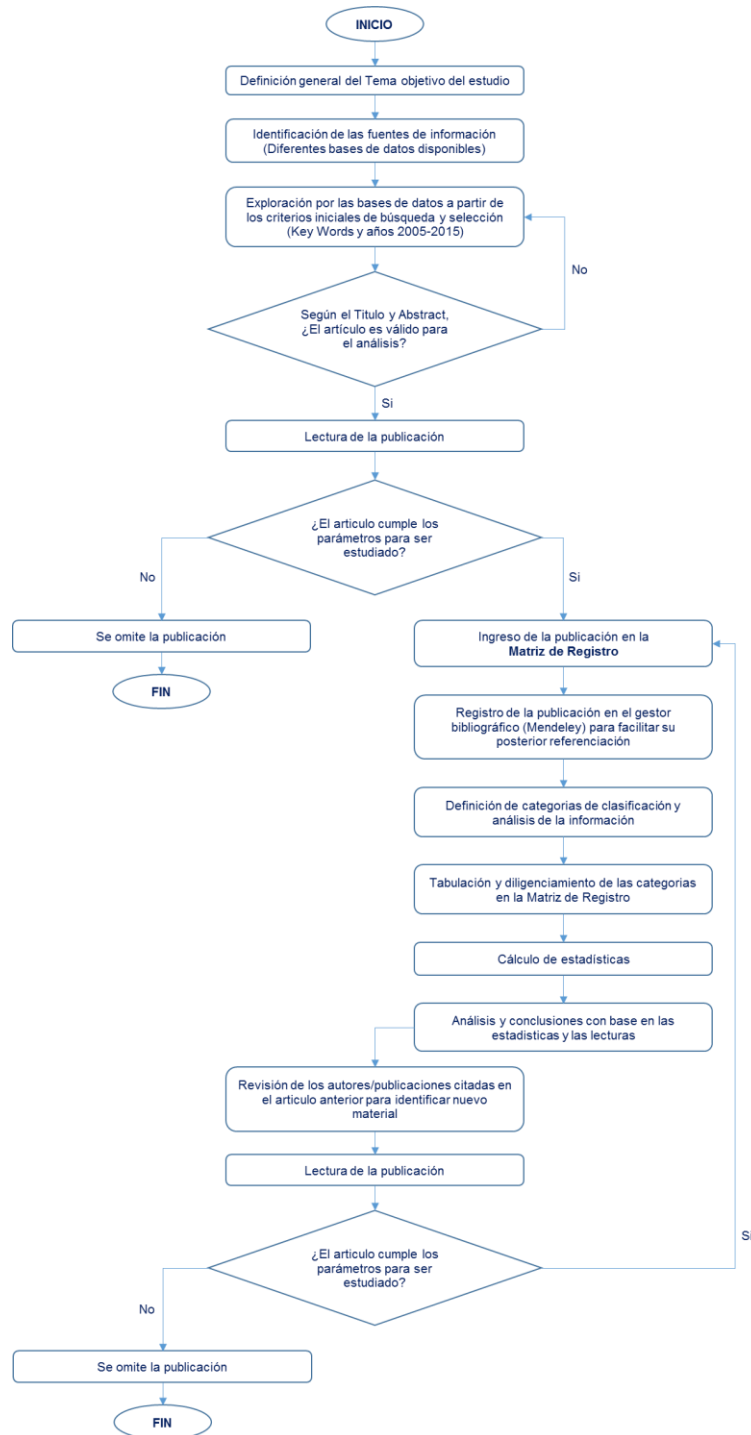 INICIO
Definición general del Tema objetivo del estudio
Identificación de las fuentes de información
(Diferentes bases de datos disponibles)
Exploración por las bases de datos a partir de
los criterios iniciales de búsqueda y selección
(Key Words y años 2005-2015)
No
Según el Titulo y Abstract,
¿El artículo es válido para
el análisis?
Si
Lectura de la publicación
¿El articulo cumple los
parámetros para ser
estudiado?
No
Si
Se omite la publicación
FIN
Ingreso de la publicación en la
Matriz de Registro
Registro de la publicación en el gestor
bibliográfico (Mendeley) para facilitar su
posterior referenciación
Definición de categorias de clasificación y
análisis de la información
Tabulación y diligenciamiento de las categorias
en la Matriz de Registro
Cálculo de estadísticas
Análisis y conclusiones con base en las
estadisticas y las lecturas
Revisión de los autores/publicaciones citadas en
el articulo anterior para identificar nuevo
material
Lectura de la publicación
¿El articulo cumple los
parámetros para ser
estudiado?
Si
No
Se omite la publicación
FIN